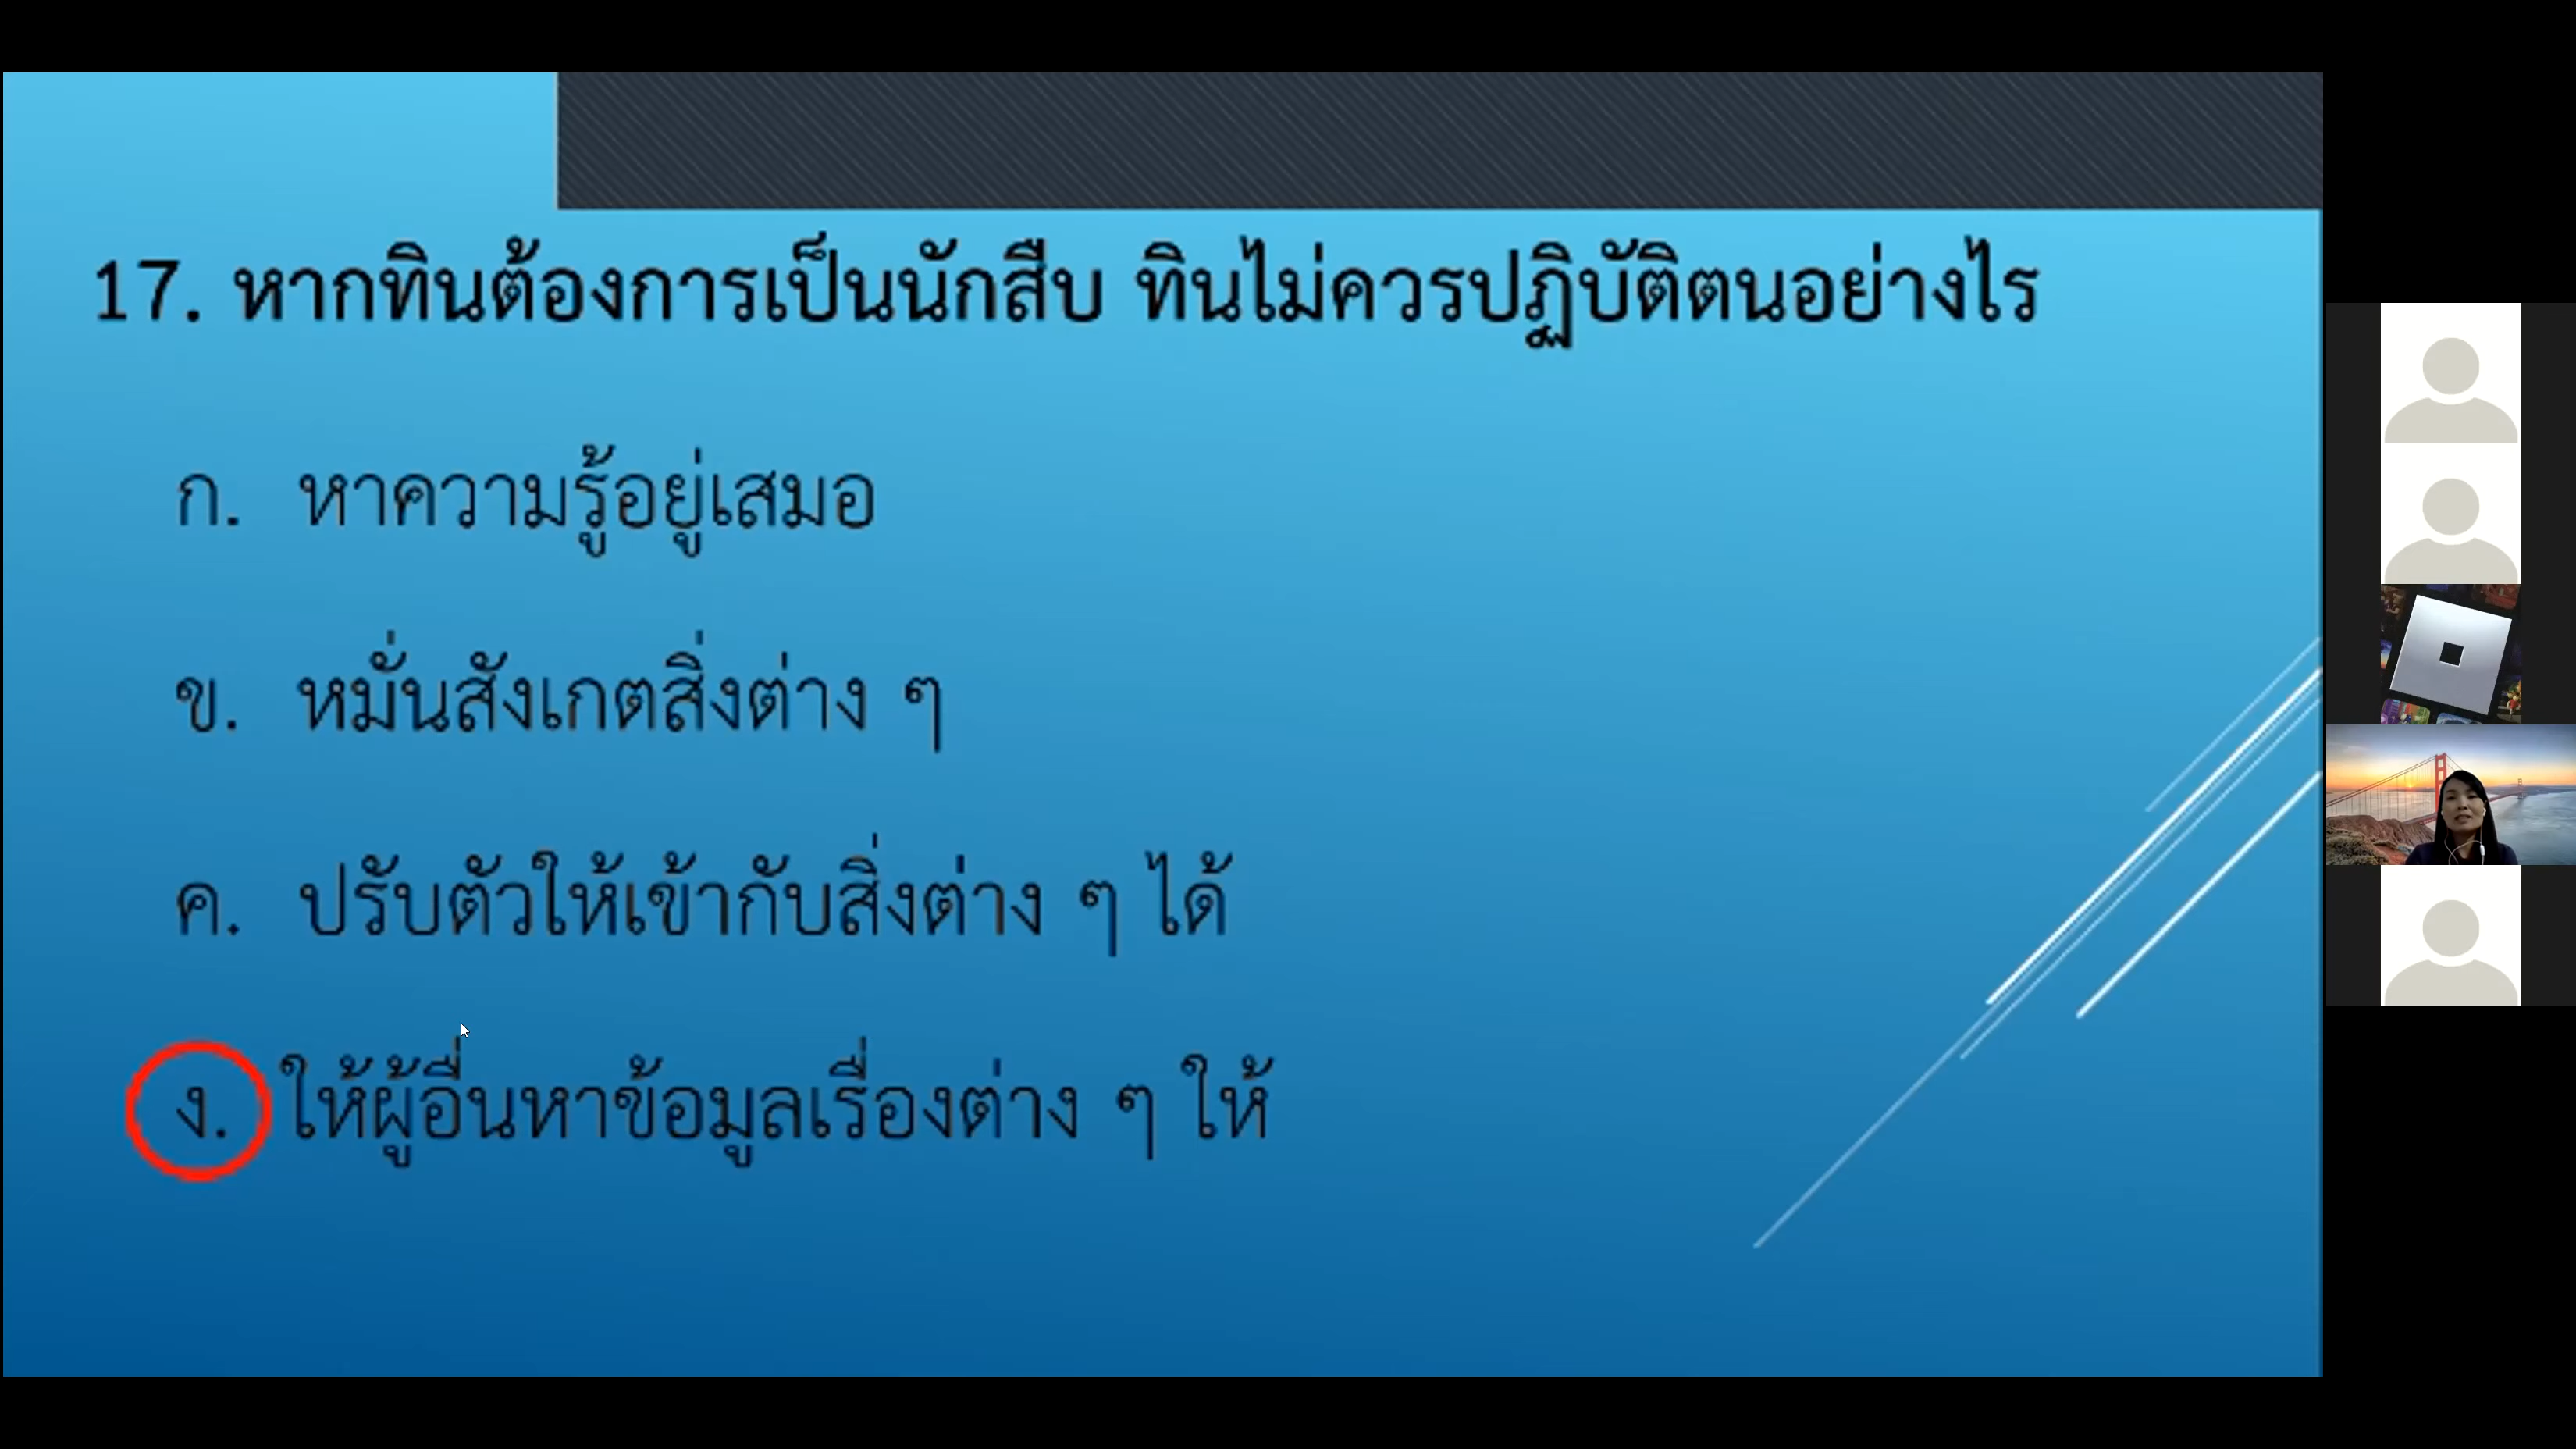 17. หากทินต้องการเป็นนักสืบ ทินไม่ควรปฏิบัติตนอย่างไร
ก. หาความรู้อยู่เสมอ
ข. หมั่นสังเกตสิ่งต่าง ๆ
ค. ปรับตัวให้เข้ากับสิ่งต่าง ๆ ได้
ง. ให้ผู้อื่นหาข้อมูลเรื่องต่าง ๆ ให้